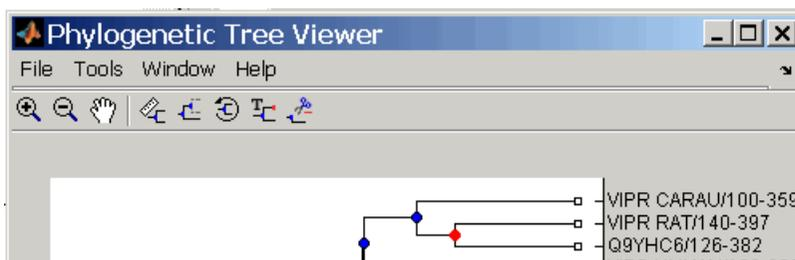 Phylogenetic Tree Viewer
File Tools Window Help
VIPR CARAU/100-359
VIPR RAT/140-397
Q9YHC6/126-382